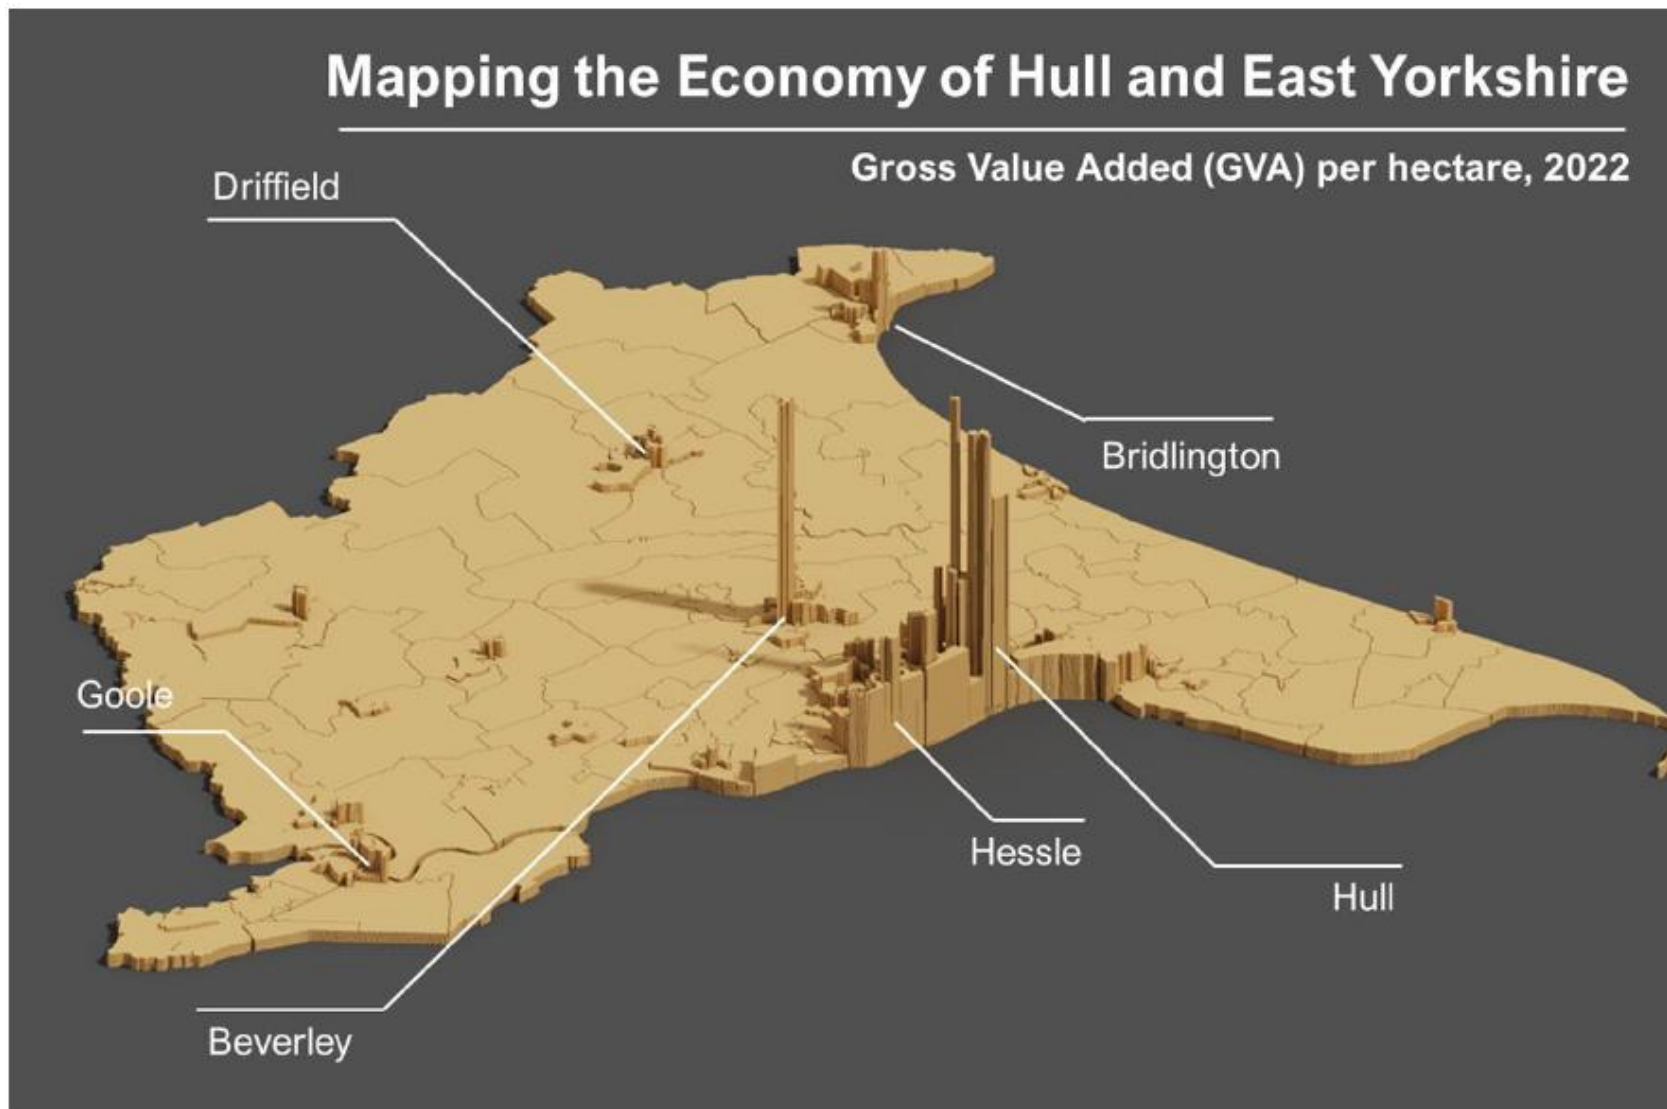 Mapping the Economy of Hull and East Yorkshire
Gross Value Added (GVA) per hectare, 2022
Driffield
Bridlington
Goole
Hessle
Hull
Beverley